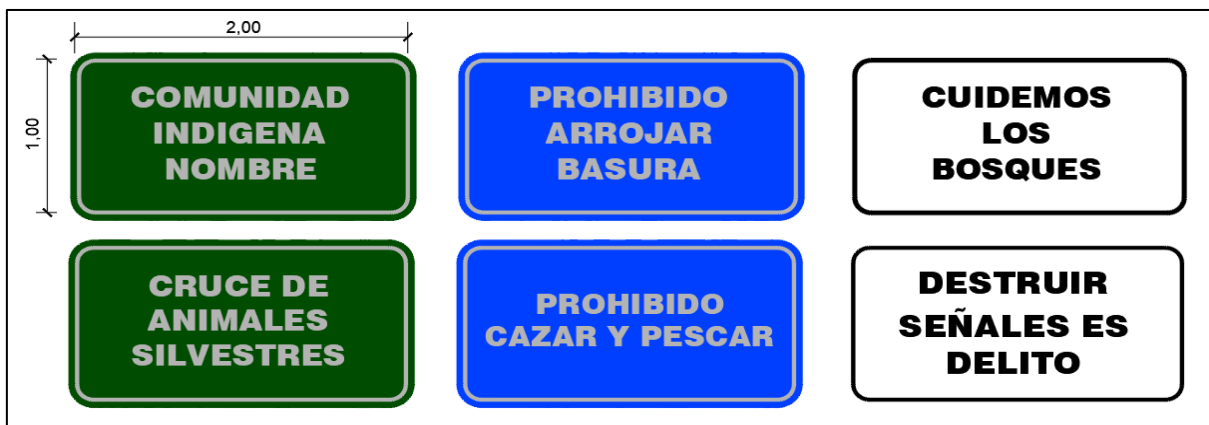 2,00
1,00
COMUNIDAD
INDIGENA
NOMBRE
PROHIBIDO
ARROJAR
BASURA
CUIDEMOS
LOS
BOSQUES
CRUCE DE
ANIMALES
SILVESTRES
PROHIBIDO
CAZAR Y PESCAR
DESTRUIR
SEÑALES ES
DELITO